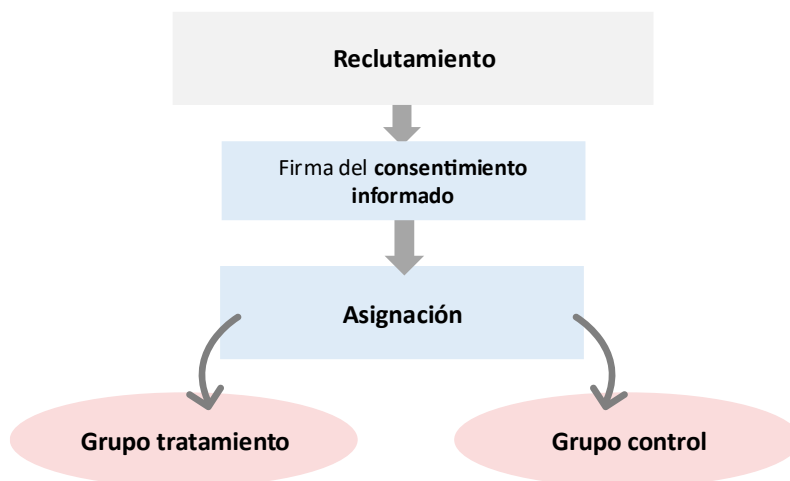 Reclutamiento
Firma del consentimiento
informado
Asignación
Grupo tratamiento
Grupo control